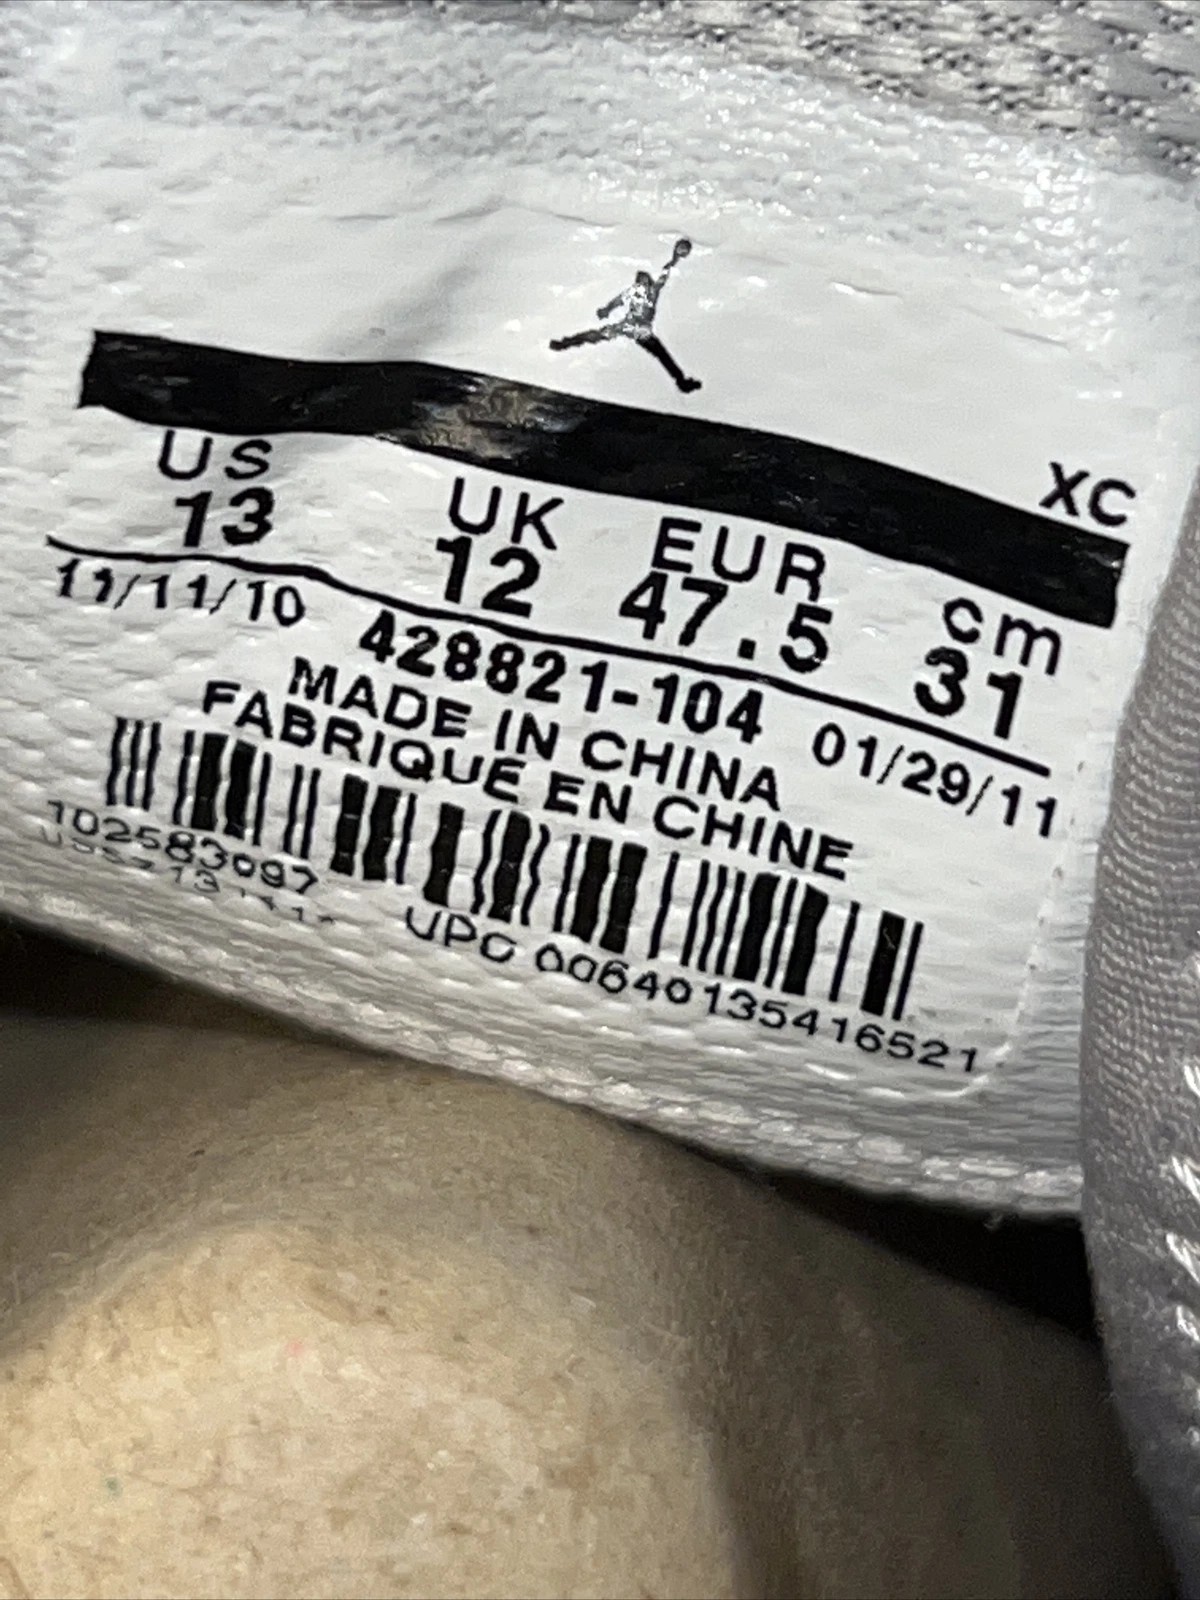 XC
US UK EUR cm
13 12 47.5 31
11/11/10 428821-104 01/29/11
MADE IN CHINA
FABRIQUE EN CHINE
102583097
UPC 00640135416521